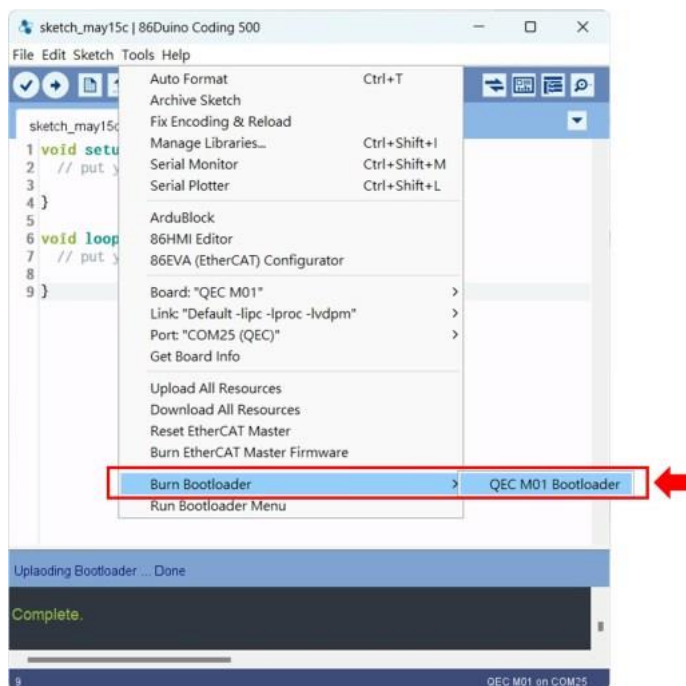 sketch_may15c | 86Duino Coding 500
File Edit Sketch Tools Help
sketch_may15c
1 void setu
2 // put y
3
4 }
5
6 void loop
7 // put y
8
9 }
Auto Format Ctrl+T
Archive Sketch
Fix Encoding & Reload
Manage Libraries... Ctrl+Shift+I
Serial Monitor Ctrl+Shift+M
Serial Plotter Ctrl+Shift+L
ArduBlock
86HMI Editor
86EVA (EtherCAT) Configurator
Board: "QEC M01"
Link: "Default -lipc -lproc -lvdpm"
Port: "COM25 (QEC)"
Get Board Info
Upload All Resources
Download All Resources
Reset EtherCAT Master
Burn EtherCAT Master Firmware
Burn Bootloader QEC M01 Bootloader
Run Bootloader Menu
Uplaoding Bootloader ... Done
Complete.
9 QEC M01 on COM25